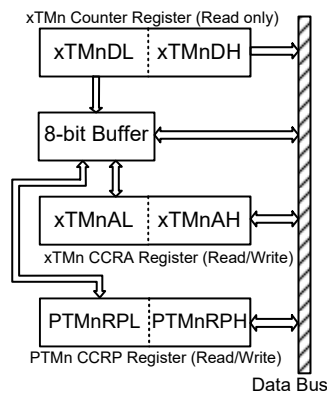 xTMn Counter Register (Read only)
xTMnDL xTMnDH
8-bit Buffer
xTMnAL xTMnAH
xTMn CCRA Register (Read/Write)
PTMnRPL PTMnRPH
PTMn CCRP Register (Read/Write)
Data Bus